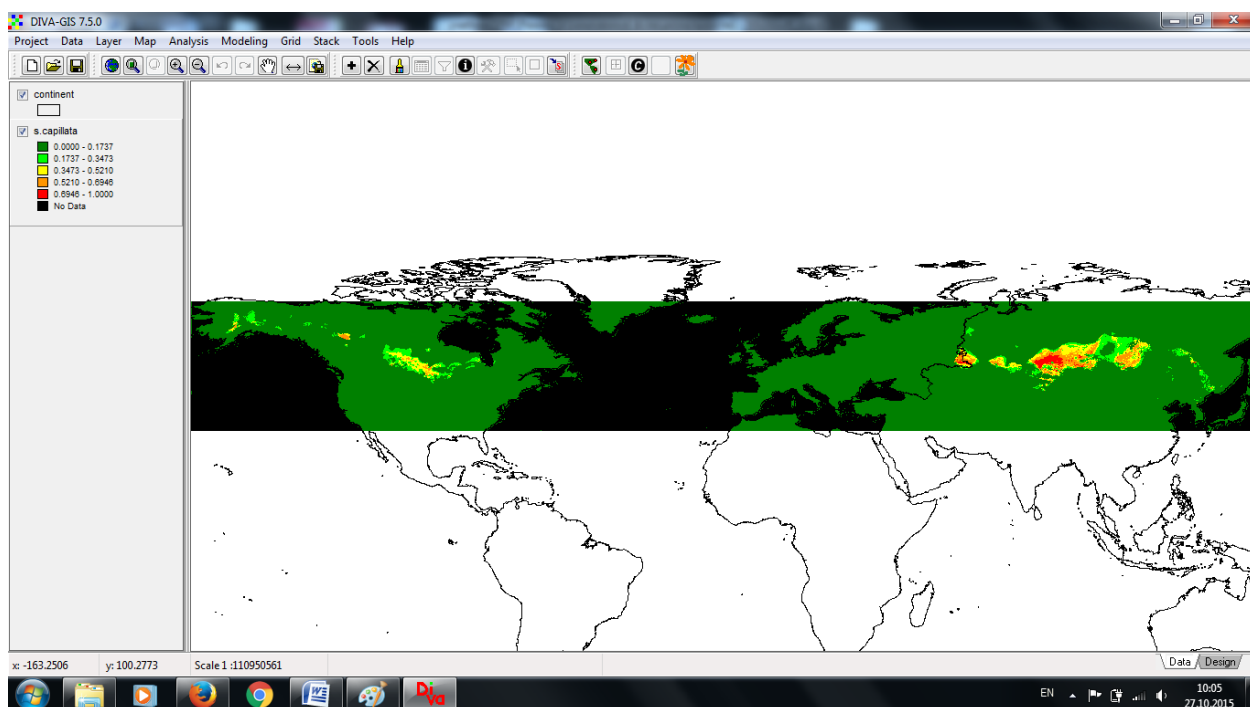 DIVA-GIS 7.5.0
Project Data Layer Map Analysis Modeling Grid Stack Tools Help
continent
s.capillata
0.0000 - 0.1737
0.1737 - 0.3473
0.3473 - 0.5210
0.5210 - 0.6946
0.6946 - 1.0000
No Data
x: -163.2506 y: 100.2773 Scale 1 :110950561
Data Design
EN 10:05
27.10.2015